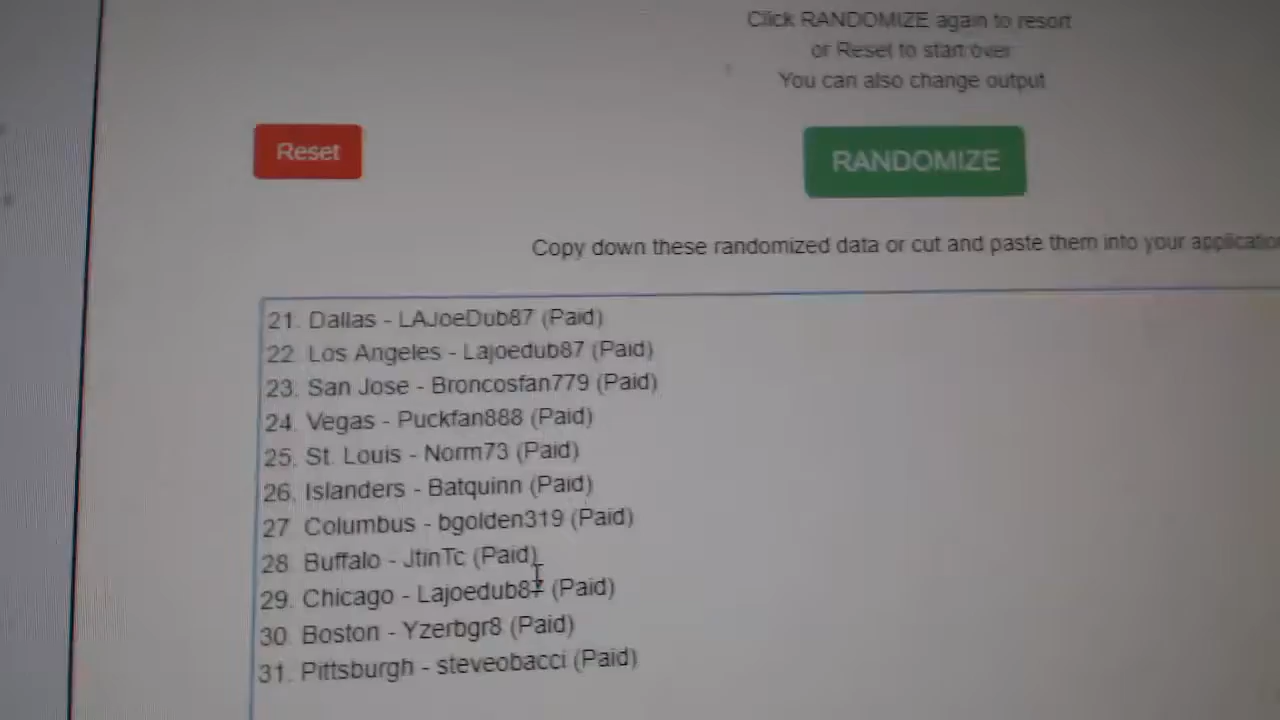 Click RANDOMIZE again to resort
or Reset to start over
You can also change output
Reset
RANDOMIZE
Copy down these randomized data or cut and paste them into your
21. Dallas - LAJoeDub87 (Paid)
22. Los Angeles - Lajoedub87 (Paid)
23. San Jose - Broncosfan779 (Paid)
24. Vegas - Puckfan888 (Paid)
25. St. Louis - Norm73 (Paid)
26. Islanders - Batquinn (Paid)
27. Columbus - bgolden319 (Paid)
28. Buffalo - JtinTc (Paid)
29. Chicago - Lajoedub87 (Paid)
30. Boston - Yzerbgr8 (Paid)
31. Pittsburgh - steveobacci (Paid)